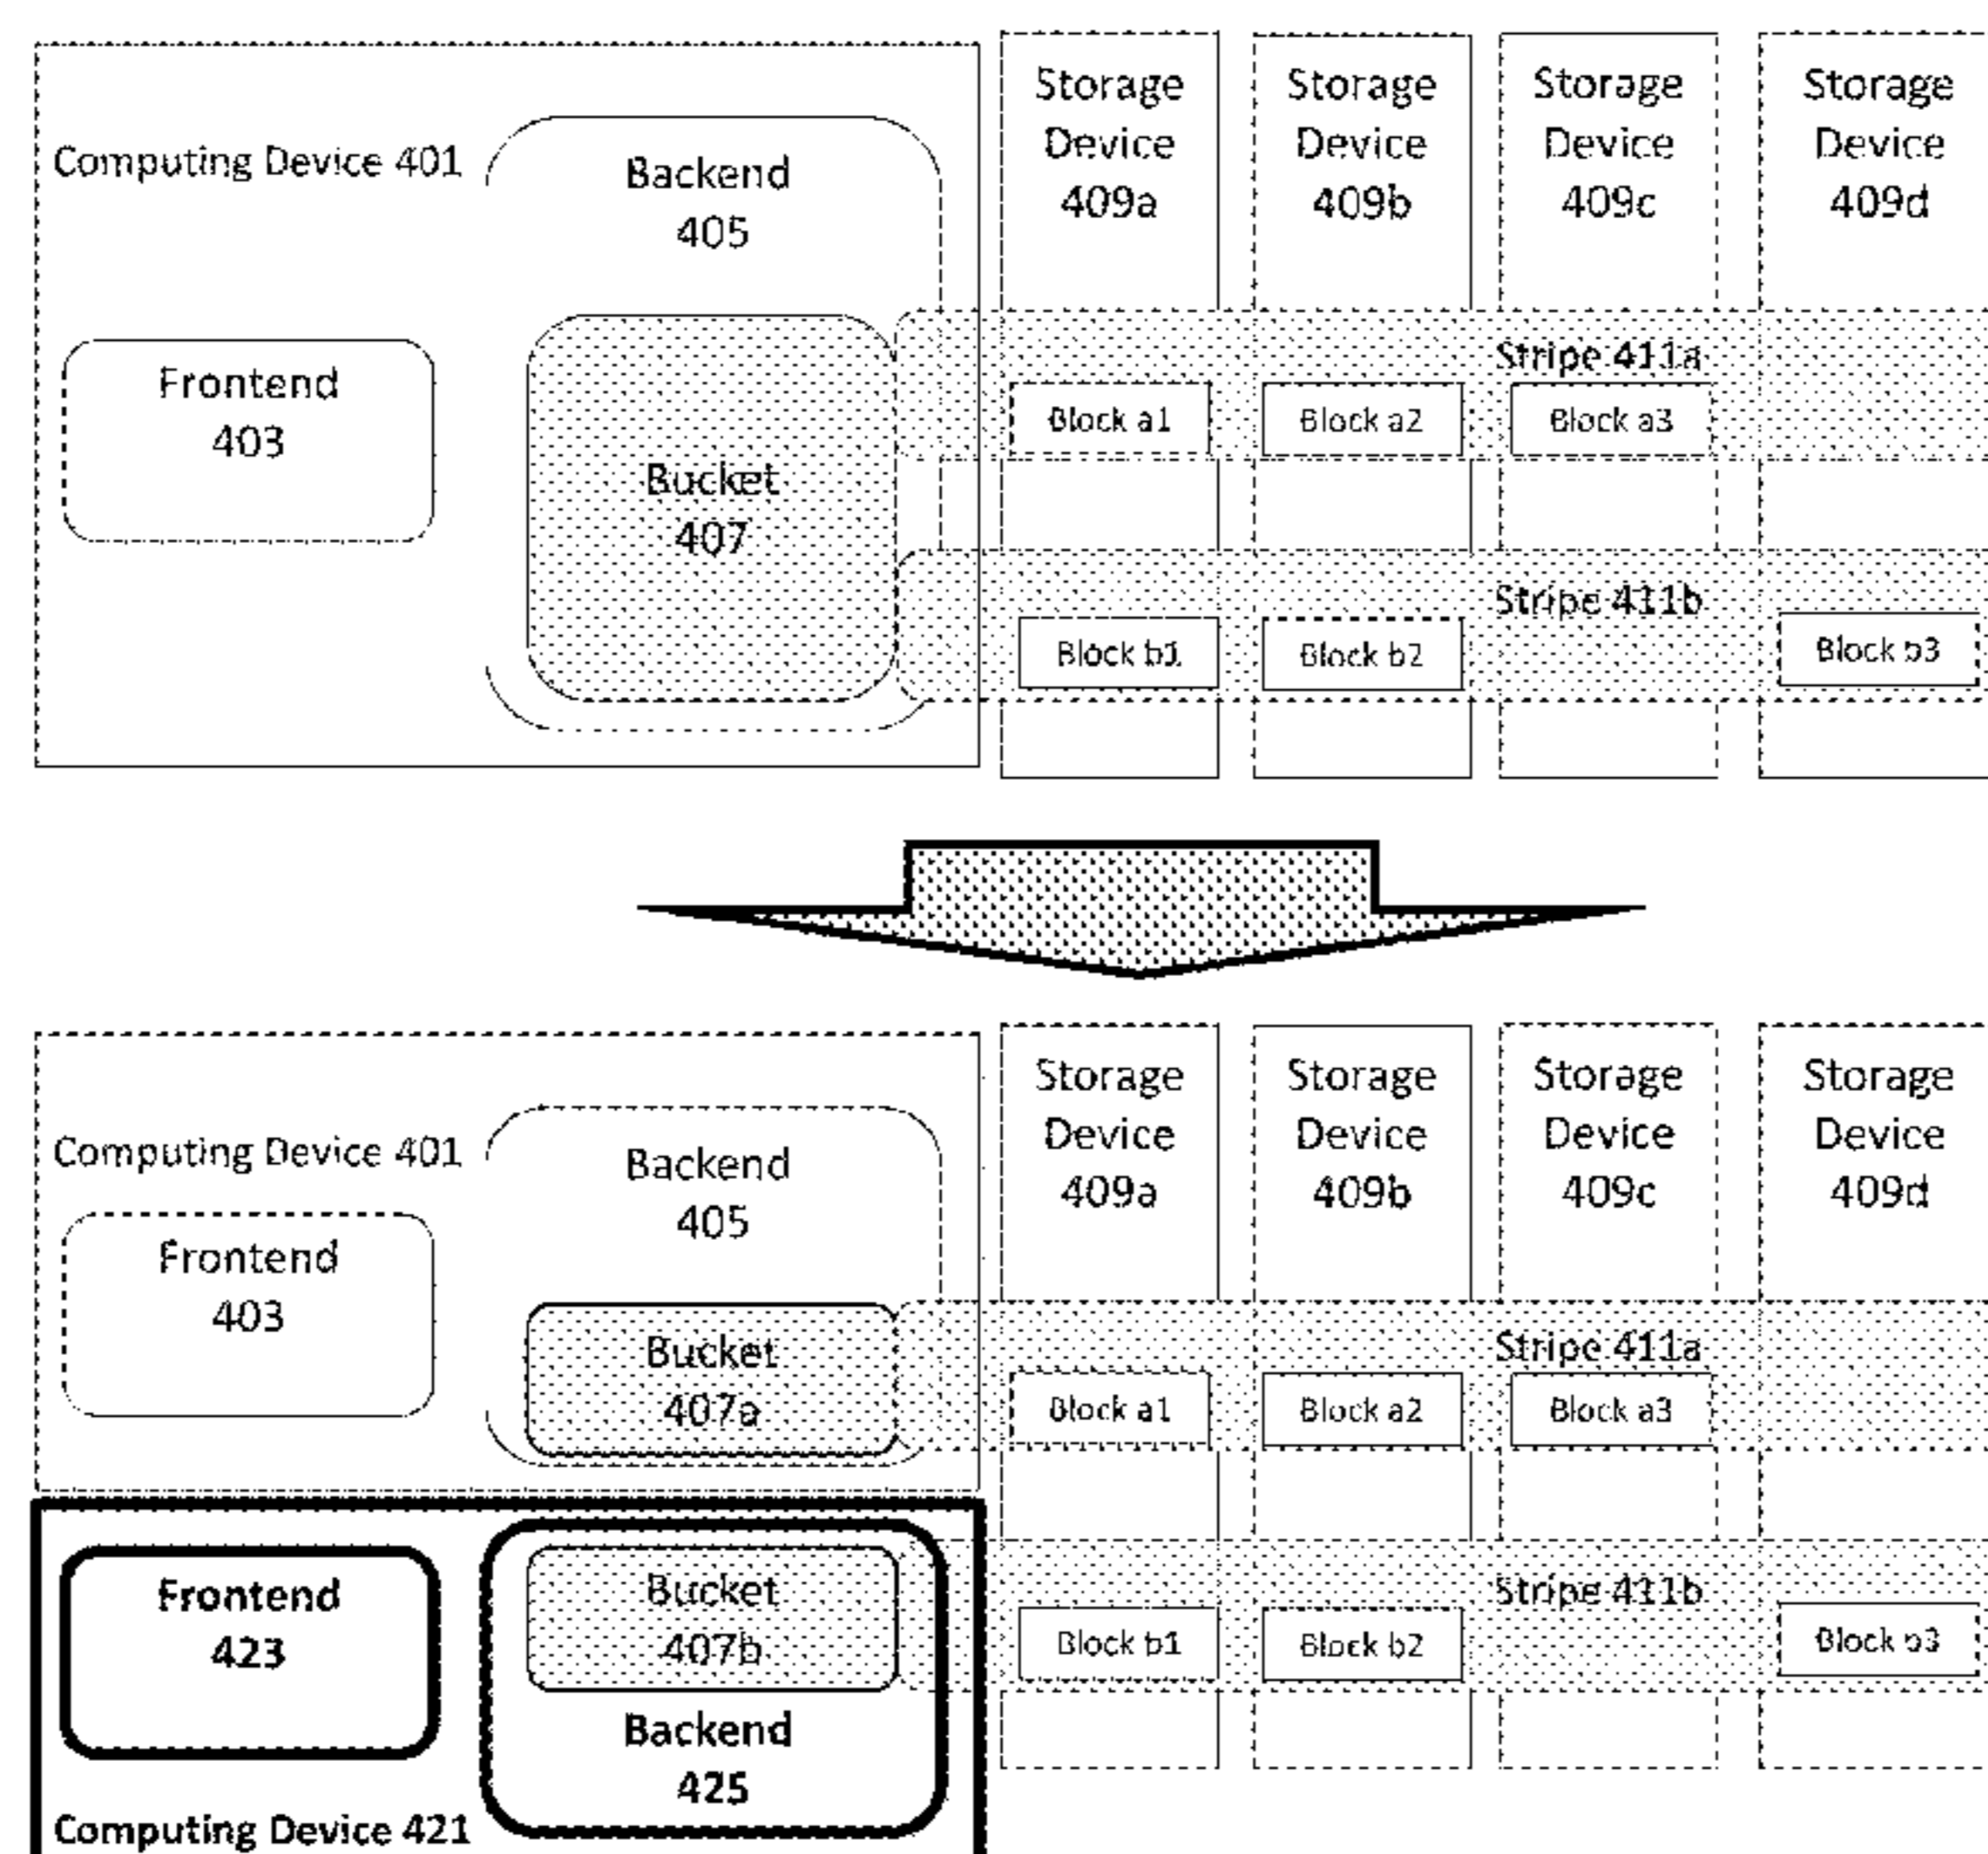 Computing Device 401
Backend
405
Frontend
403
Bucket
407
Storage
Device
409a
Storage
Device
409b
Storage
Device
409c
Storage
Device
409d
Stripe 411a
Block a1
Block a2
Block a3
Stripe 411b
Block b1
Block b2
Block b3
Computing Device 401
Backend
405
Frontend
403
Bucket
407a
Storage
Device
409a
Storage
Device
409b
Storage
Device
409c
Storage
Device
409d
Stripe 411a
Block a1
Block a2
Block a3
Frontend
423
Bucket
407b
Backend
425
Computing Device 421
Stripe 411b
Block b1
Block b2
Block b3